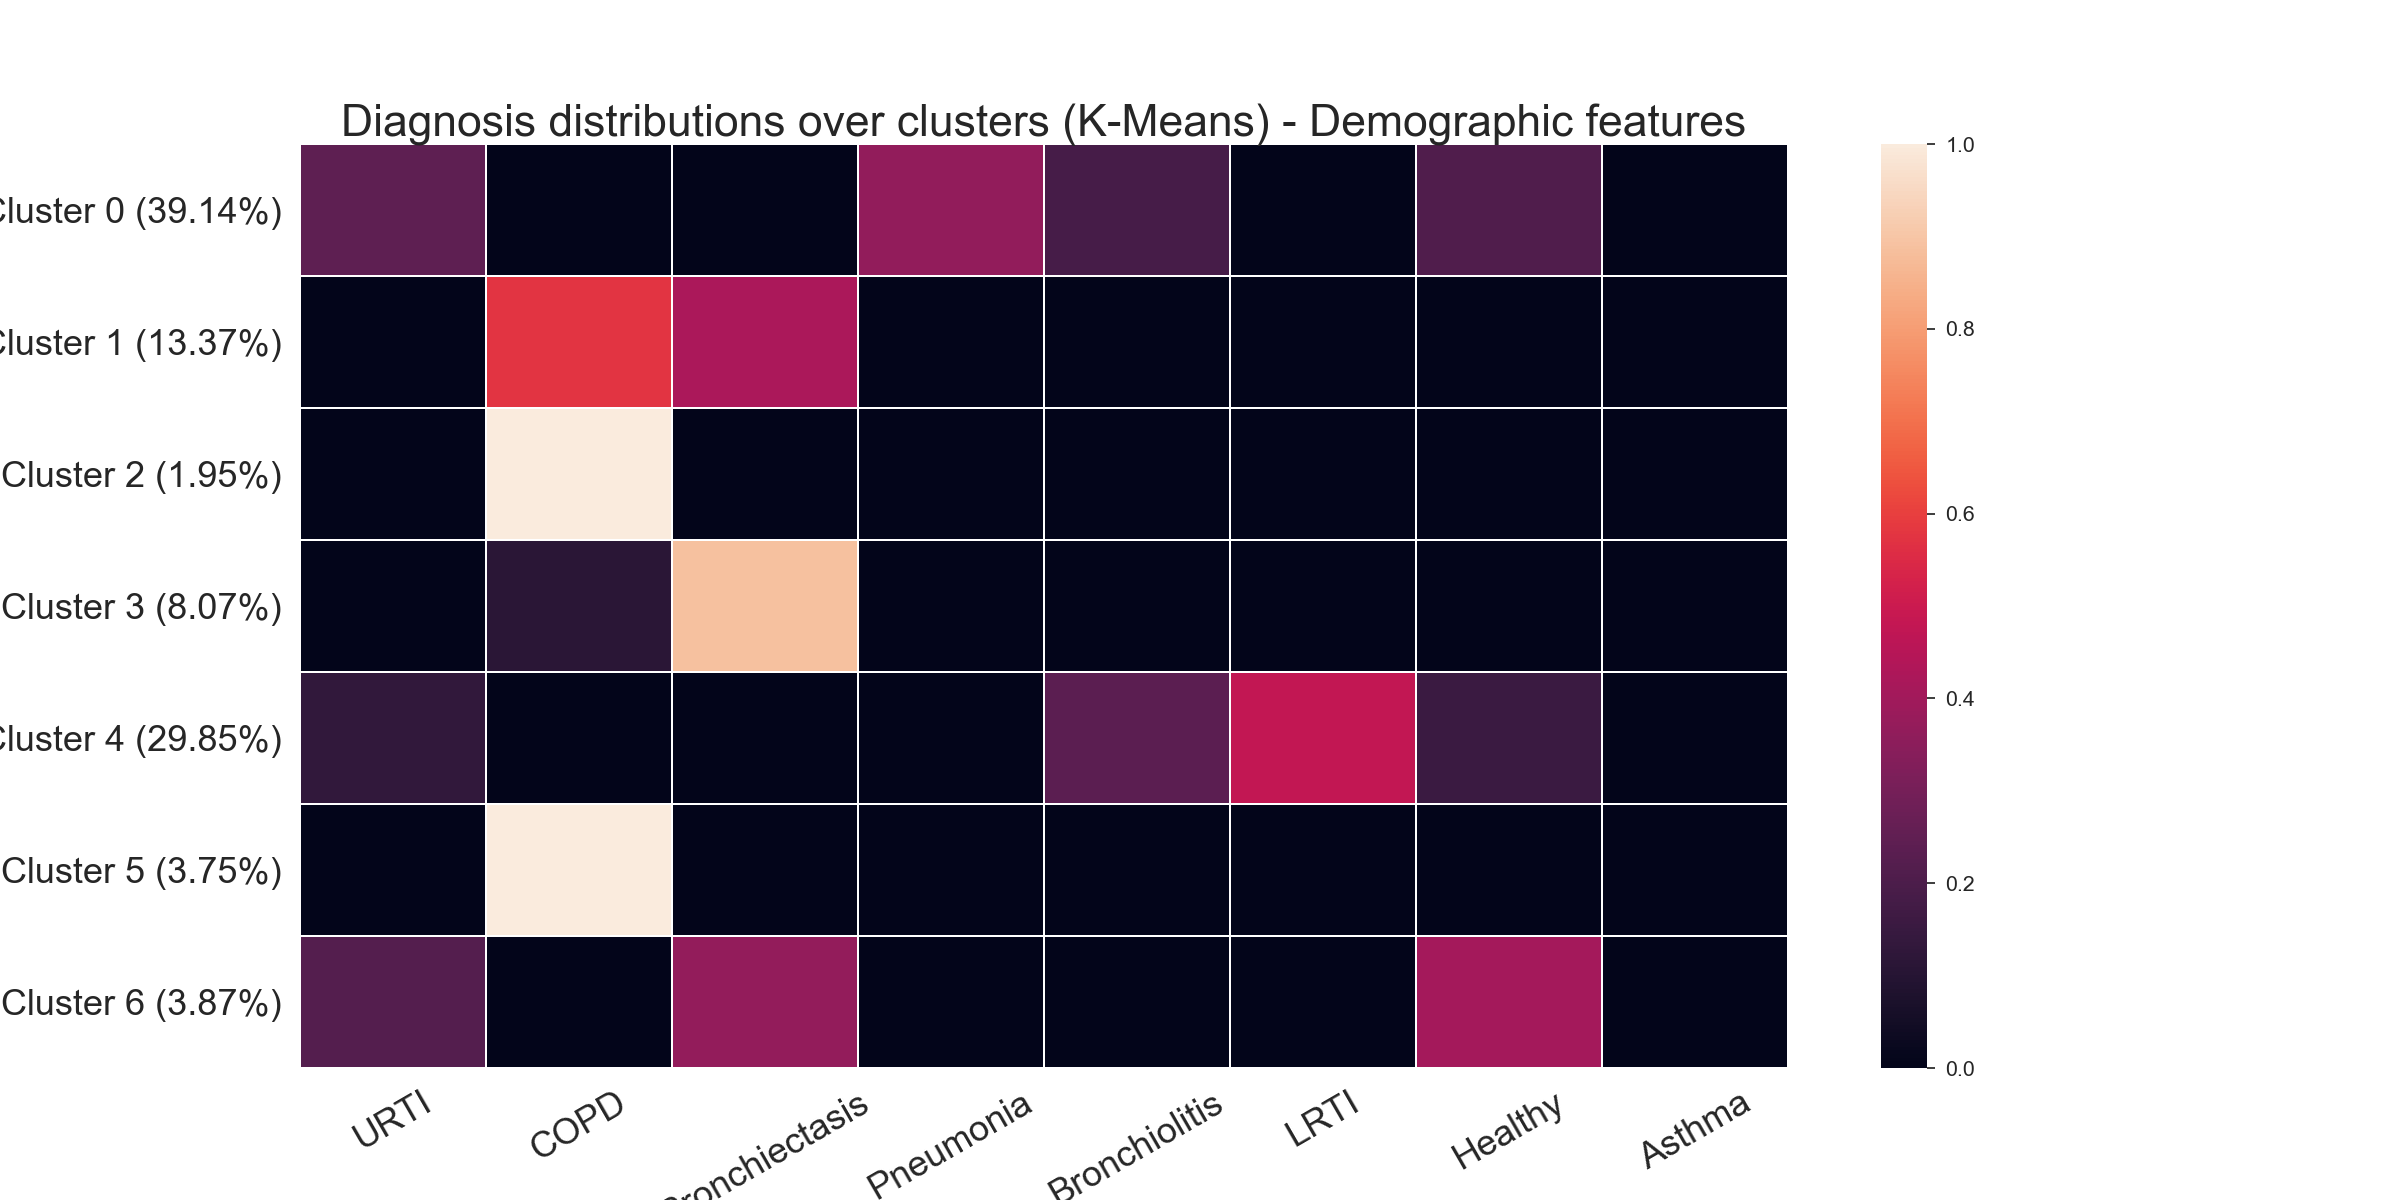 Diagnosis distributions over clusters (K-Means) - Demographic features
Cluster 0 (39.14%)
Cluster 1 (13.37%)
Cluster 2 (1.95%)
Cluster 3 (8.07%)
Cluster 4 (29.85%)
Cluster 5 (3.75%)
Cluster 6 (3.87%)
URTI
COPD
Bronchiectasis
Pneumonia
Bronchiolitis
LRTI
Healthy
Asthma
1.0
0.8
0.6
0.4
0.2
0.0